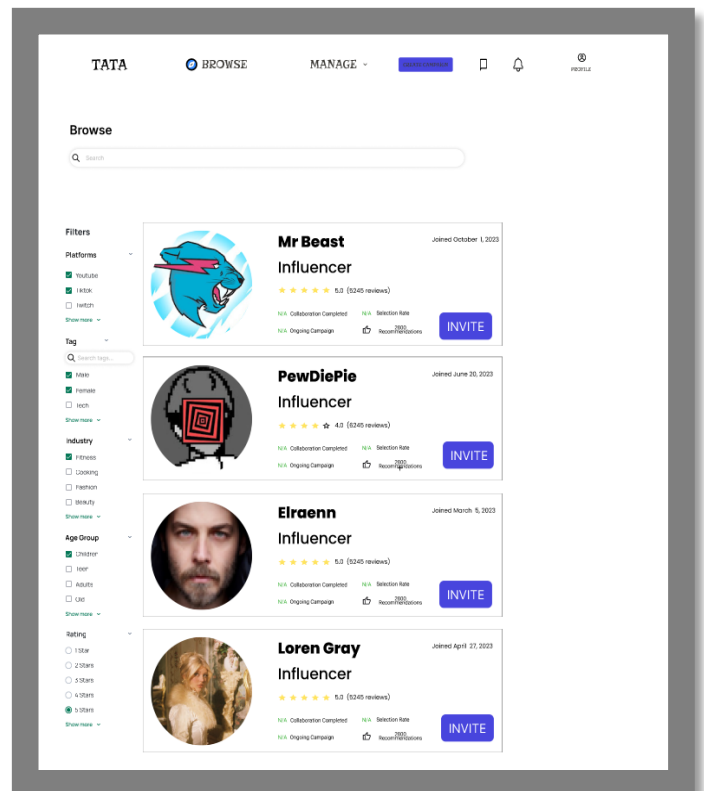 TATA
BROWSE
MANAGE
PROFILE
Browse
Search
Filters
Platforms
Youtube
Tiktok
Twitch
Show more
Tag
Search tags...
Male
Female
Tech
Show more
Industry
Fitness
Cooking
Fashion
Beauty
Show more
Age Group
Children
Teen
Adults
Old
Show more
Rating
1 Star
2 Stars
3 Stars
4 Stars
5 Stars
Show more
Mr Beast
Joined October 1, 2023
Influencer
5.0 (5245 reviews)
N/A Collaboration Completed N/A Selection Rate
N/A Ongoing Campaign 2600 Recommendations
INVITE
PewDiePie
Joined June 20, 2023
Influencer
4.0 (6245 reviews)
N/A Collaboration Completed N/A Selection Rate
N/A Ongoing Campaign Recommendations
INVITE
Elraenn
Joined March 5, 2023
Influencer
5.0 (5245 reviews)
N/A Collaboration Completed N/A Selection Rate
N/A Ongoing Campaign Recommendations
INVITE
Loren Gray
Joined April 27, 2023
Influencer
5.0 (5245 reviews)
N/A Collaboration Completed N/A Selection Rate
N/A Ongoing Campaign Recommendations
INVITE